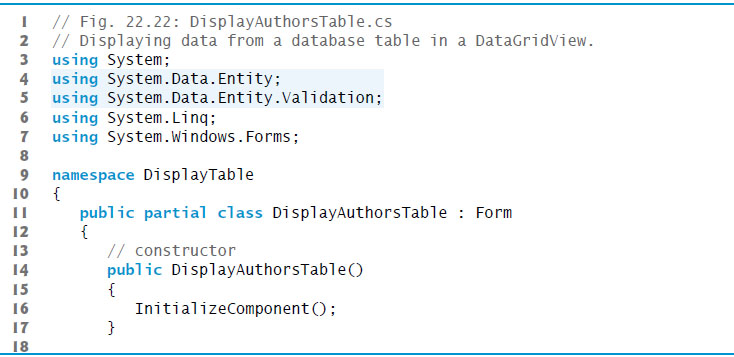 1 // Fig. 22.22: DisplayAuthorsTable.cs
2 // Displaying data from a database table in a DataGridView.
3 using System;
4 using System.Data.Entity;
5 using System.Data.Entity.Validation;
6 using System.Linq;
7 using System.Windows.Forms;
8
9 namespace DisplayTable
10 {
11 public partial class DisplayAuthorsTable : Form
12 {
13 // constructor
14 public DisplayAuthorsTable()
15 {
16 InitializeComponent();
17 }
18